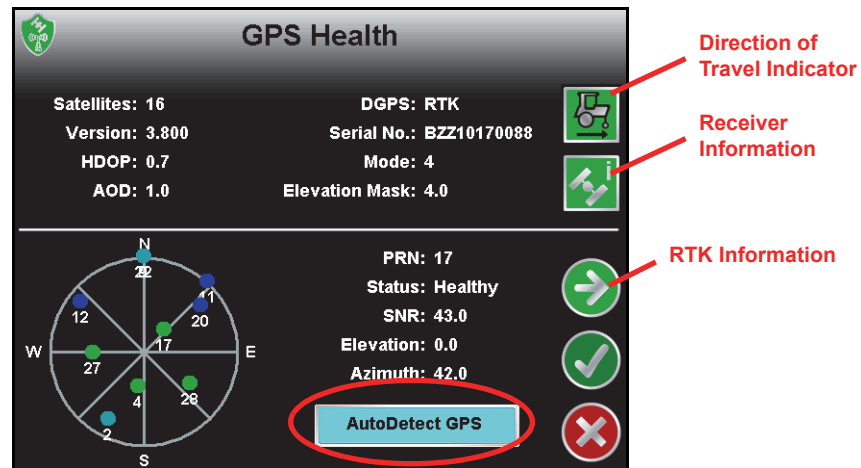 GPS Health
Direction of
Travel Indicator
Satellites: 16
DGPS: RTK
Version: 3.800
Serial No.: BZZ10170088
Receiver
Information
HDOP: 0.7
Mode: 4
AOD: 1.0
Elevation Mask: 4.0
i
N
22
PRN: 17
RTK Information
Status: Healthy
12
20
SNR: 43.0
17
W
E
Elevation: 0.0
27
Azimuth: 42.0
4
28
AutoDetect GPS
2
S